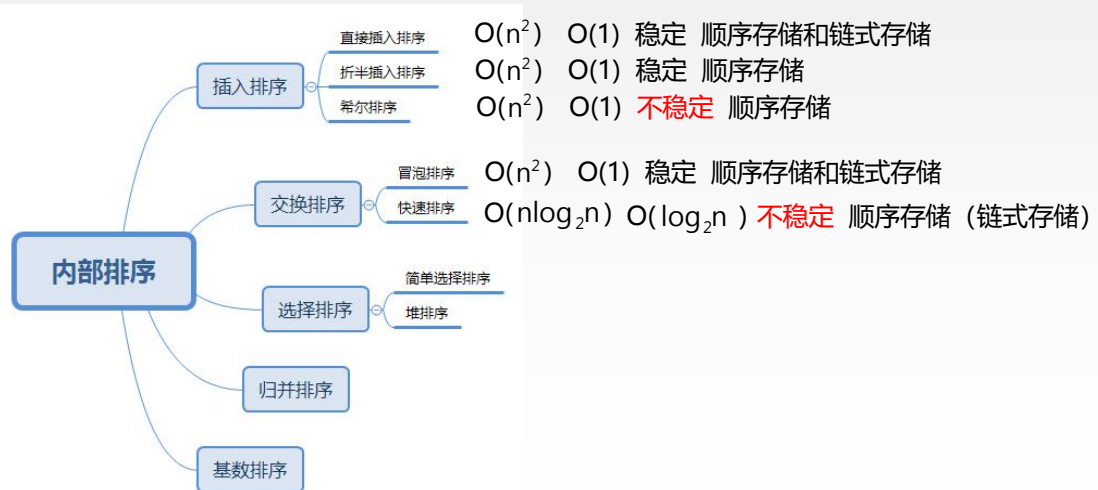 直接插入排序 O(n²) O(1) 稳定 顺序存储和链式存储
插入排序
折半插入排序 O(n²) O(1) 稳定 顺序存储
希尔排序 O(n²) O(1) 不稳定 顺序存储
冒泡排序 O(n²) O(1) 稳定 顺序存储和链式存储
交换排序
快速排序 O(nlog₂n) O(log₂n) 不稳定 顺序存储 (链式存储)
内部排序
简单选择排序
选择排序
堆排序
归并排序
基数排序